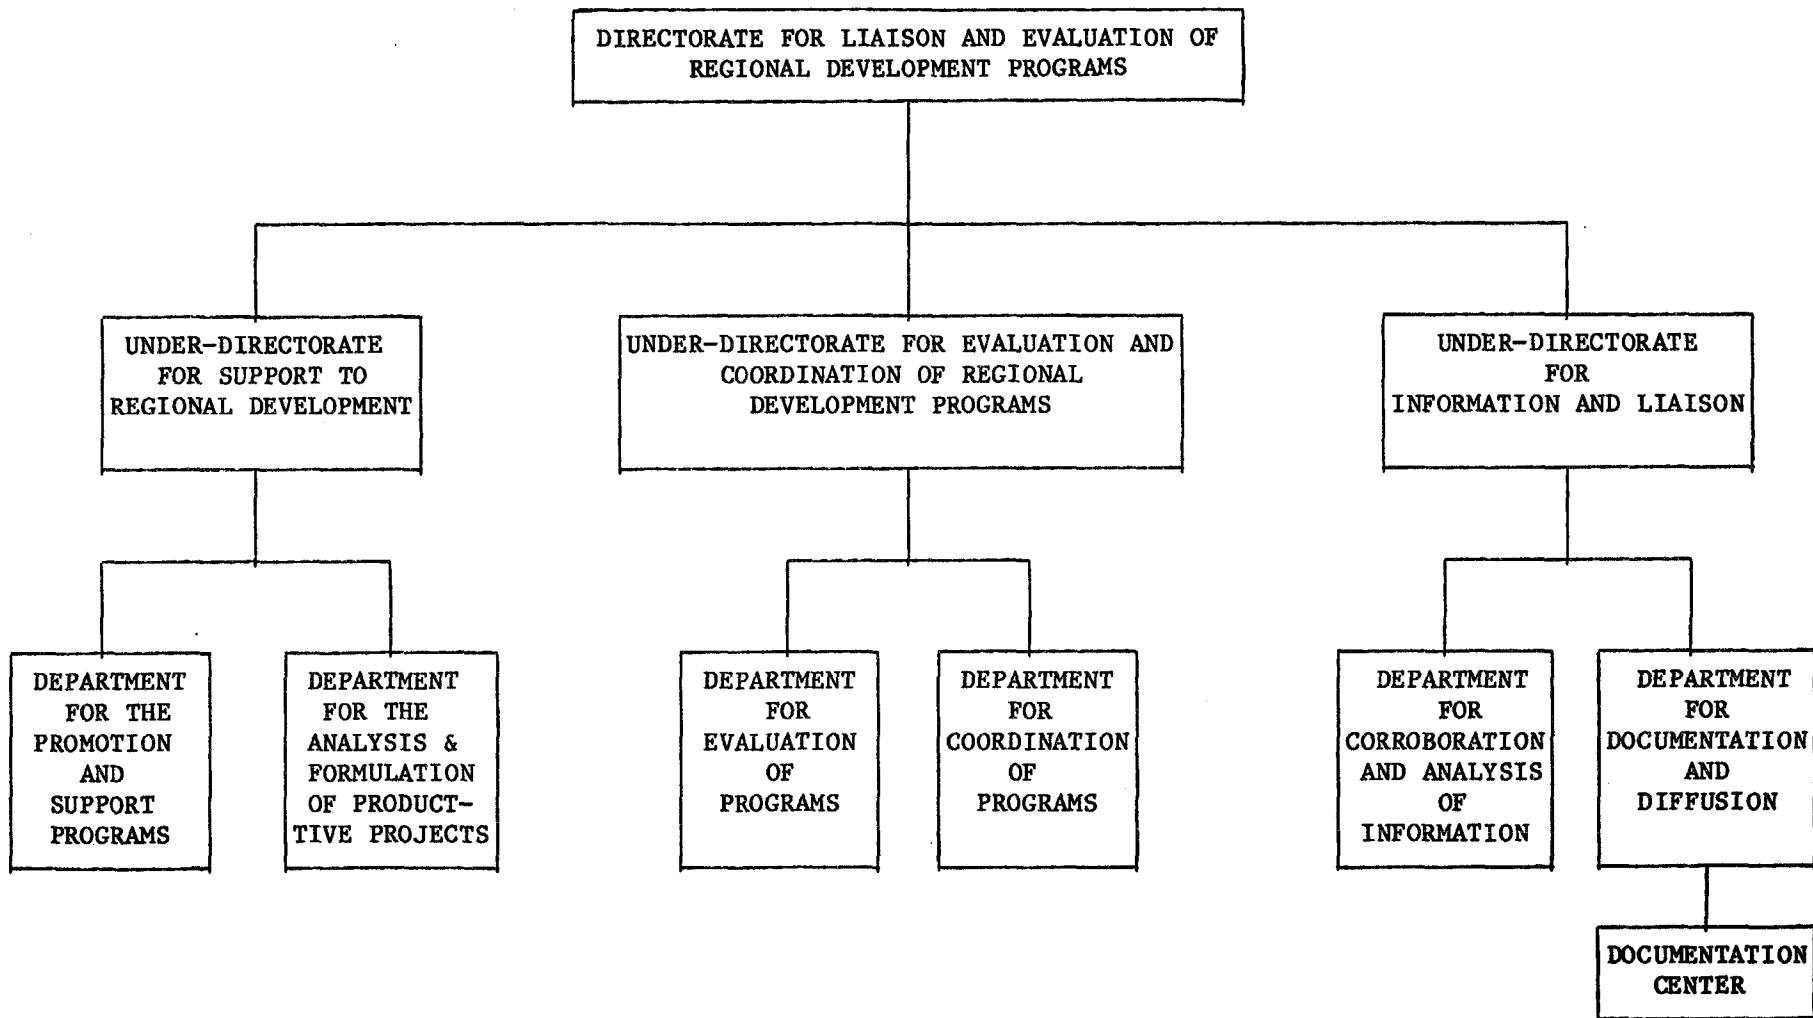 DIRECTORATE FOR LIAISON AND EVALUATION OF
REGIONAL DEVELOPMENT PROGRAMS
UNDER-DIRECTORATE
FOR SUPPORT TO
REGIONAL DEVELOPMENT
UNDER-DIRECTORATE FOR EVALUATION AND
COORDINATION OF REGIONAL
DEVELOPMENT PROGRAMS
UNDER-DIRECTORATE
FOR
INFORMATION AND LIAISON
DEPARTMENT
FOR THE
PROMOTION
AND
SUPPORT
PROGRAMS
DEPARTMENT
FOR THE
ANALYSIS &
FORMULATION
OF PRODUCT-
TIVE PROJECTS
DEPARTMENT
FOR
EVALUATION
OF
PROGRAMS
DEPARTMENT
FOR
COORDINATION
OF
PROGRAMS
DEPARTMENT
FOR
CORROBORATION
AND ANALYSIS
OF
INFORMATION
DEPARTMENT
FOR
DOCUMENTATION
AND
DIFFUSION
DOCUMENTATION
CENTER